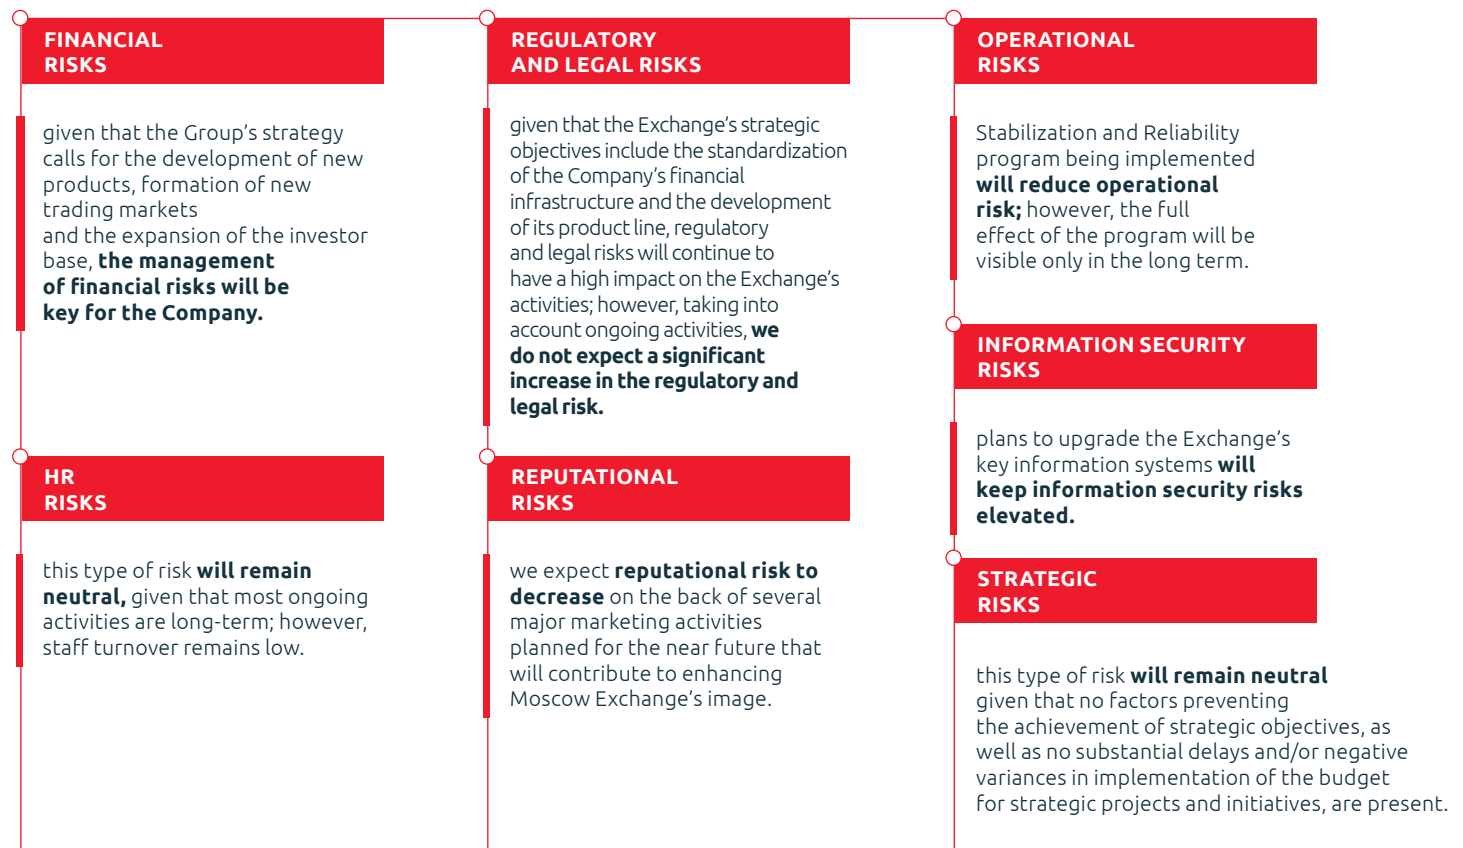 FINANCIAL
RISKS
given that the Group’s strategy
calls for the development of new
products, formation of new
trading markets
and the expansion of the investor
base, the management
of financial risks will be
key for the Company.
HR
RISKS
this type of risk will remain
neutral, given that most ongoing
activities are long-term; however,
staff turnover remains low.
REGULATORY
AND LEGAL RISKS
given that the Exchange’s strategic
objectives include the standardization
of the Company’s financial
infrastructure and the development
of its product line, regulatory
and legal risks will continue to
have a high impact on the Exchange’s
activities; however, taking into
account ongoing activities, we
do not expect a significant
increase in the regulatory and
legal risk.
REPUTATIONAL
RISKS
we expect reputational risk to
decrease on the back of several
major marketing activities
planned for the near future that
will contribute to enhancing
Moscow Exchange’s image.
OPERATIONAL
RISKS
Stabilization and Reliability
program being implemented
will reduce operational
risk; however, the full
effect of the program will be
visible only in the long term.
INFORMATION SECURITY
RISKS
plans to upgrade the Exchange’s
key information systems will
keep information security risks
elevated.
STRATEGIC
RISKS
this type of risk will remain neutral
given that no factors preventing
the achievement of strategic objectives, as
well as no substantial delays and/or negative
variances in implementation of the budget
for strategic projects and initiatives, are present.